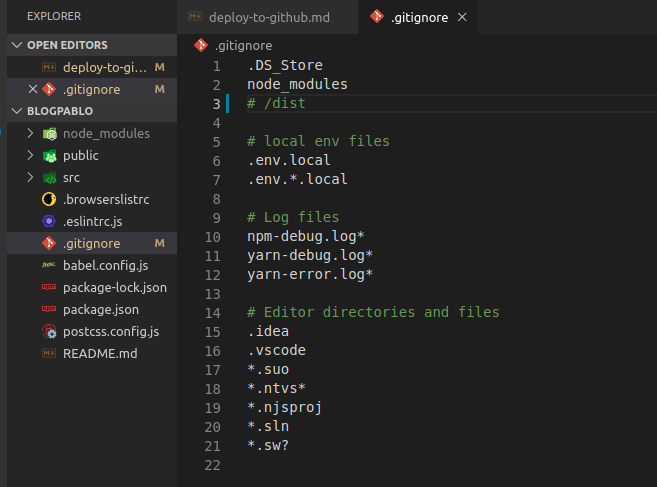 EXPLORER
OPEN EDITORS
deploy-to-gi... M
.gitignore M
BLOGPABLO
node_modules
public
src
.browserslistrc
.eslintrc.js
.gitignore M
babel.config.js
package-lock.json
package.json
postcss.config.js
README.md
deploy-to-github.md
.gitignore
.gitignore
1 .DS_Store
2 node_modules
3 # /dist
4
5 # local env files
6 .env.local
7 .env.*.local
8
9 # Log files
10 npm-debug.log*
11 yarn-debug.log*
12 yarn-error.log*
13
14 # Editor directories and files
15 .idea
16 .vscode
17 *.suo
18 *.ntvs*
19 *.njsproj
20 *.sln
21 *.sw?
22